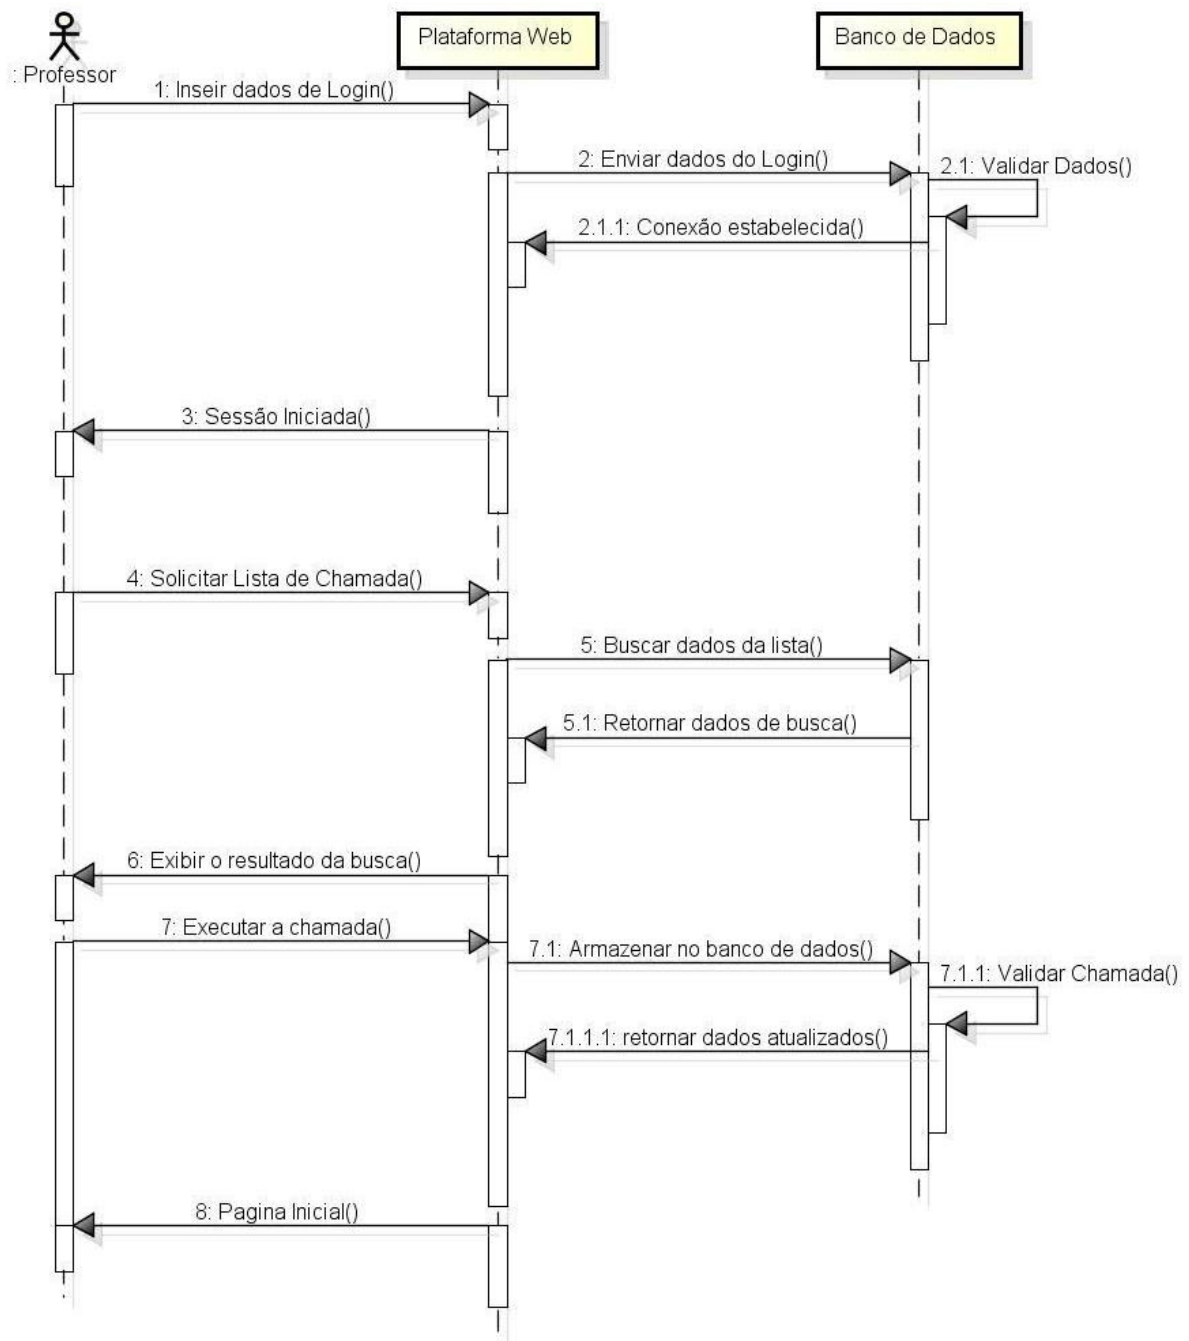 Plataforma Web
Banco de Dados
: Professor
1: Inseir dados de Login()
2: Enviar dados do Login()
2.1: Validar Dados()
2.1.1: Conexão estabelecida()
3: Sessão Iniciada()
4: Solicitar Lista de Chamada()
5: Buscar dados da lista()
5.1: Retornar dados de busca()
6: Exibir o resultado da busca()
7: Executar a chamada()
7.1: Armazenar no banco de dados()
7.1.1: Validar Chamada()
7.1.1.1: retornar dados atualizados()
8: Pagina Inicial()